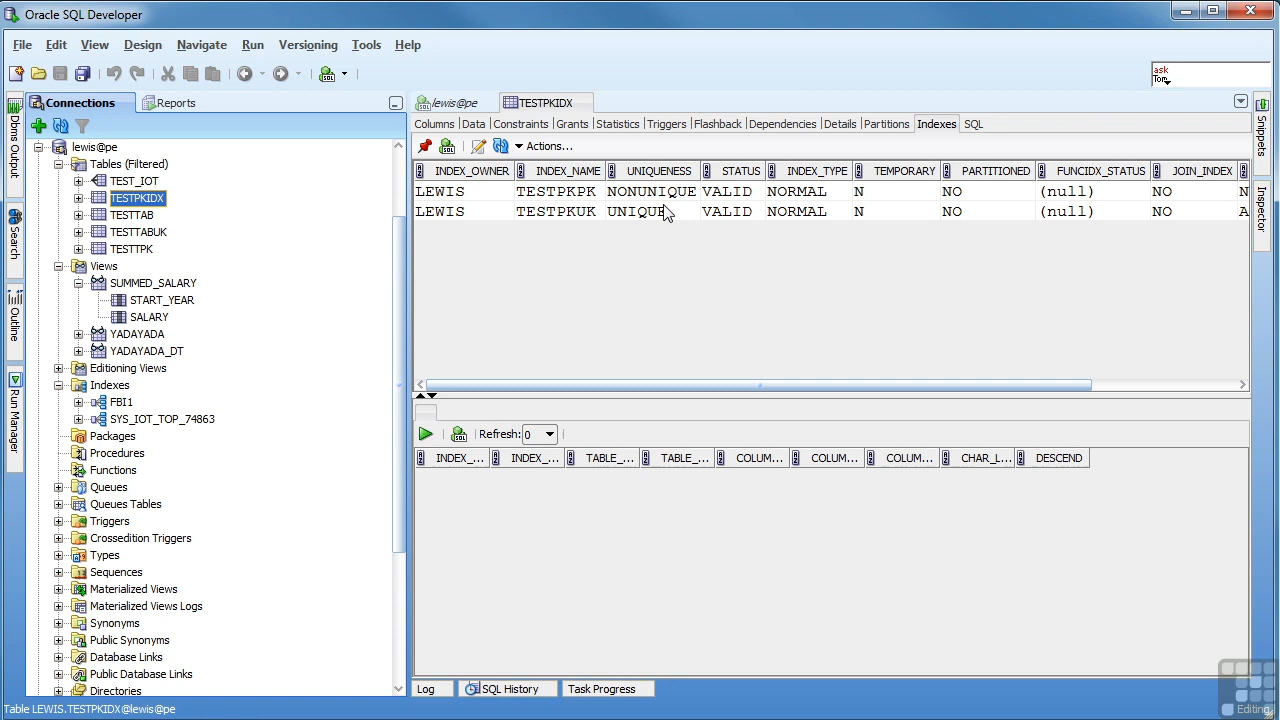 Oracle SQL Developer
File Edit View Design Navigate Run Versioning Tools Help
ask
Tom
Dbms Output
Search
Outline
Run Manager
Connections
Reports
lewis@pe
Tables (Filtered)
TEST_IOT
TESTPKIDX
TESTTAB
TESTTABUK
TESTTPK
Views
SUMMED_SALARY
START_YEAR
SALARY
YADAYADA
YADAYADA_DT
Editioning Views
Indexes
FBI1
SYS_IOT_TOP_74863
Packages
Procedures
Functions
Queues
Queues Tables
Triggers
Crossedition Triggers
Types
Sequences
Materialized Views
Materialized Views Logs
Synonyms
Public Synonyms
Database Links
Public Database Links
Directories
lewis@pe
TESTPKIDX
Columns Data Constraints Grants Statistics Triggers Flashback Dependencies Details Partitions Indexes SQL
Actions...
INDEX_OWNER INDEX_NAME UNIQUENESS STATUS INDEX_TYPE TEMPORARY PARTITIONED FUNCIDX_STATUS JOIN_INDEX
LEWIS TESTPKPX NONUNIQUE VALID NORMAL N NO (null) NO N
LEWIS TESTPKUK UNIQUE VALID NORMAL N NO (null) NO A
Refresh: 0
INDEX_... INDEX_... TABLE_... TABLE_... COLUM... COLUM... COLUM... CHAR_L... DESCEND
Log
SQL History
Task Progress
Snippets
Inspector
Table LEWIS.TESTPKIDX@lewis@pe
Editing